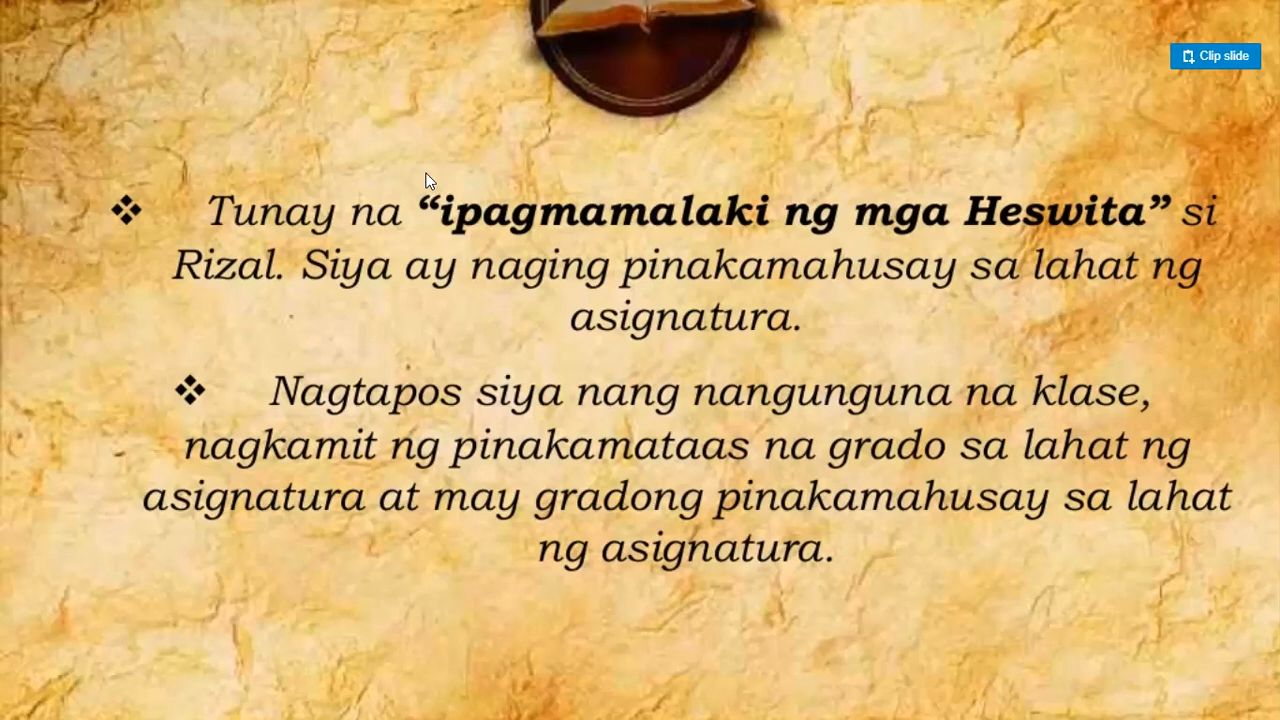 Clip slide
❖ Tunay na “ipagmamalaki ng mga Heswita” si
Rizal. Siya ay naging pinakamahusay sa lahat ng
asignatura.
❖ Nagtapos siya nang nangunguna na klase,
nagkamit ng pinakamataas na grado sa lahat ng
asignatura at may gradong pinakamahusay sa lahat
ng asignatura.